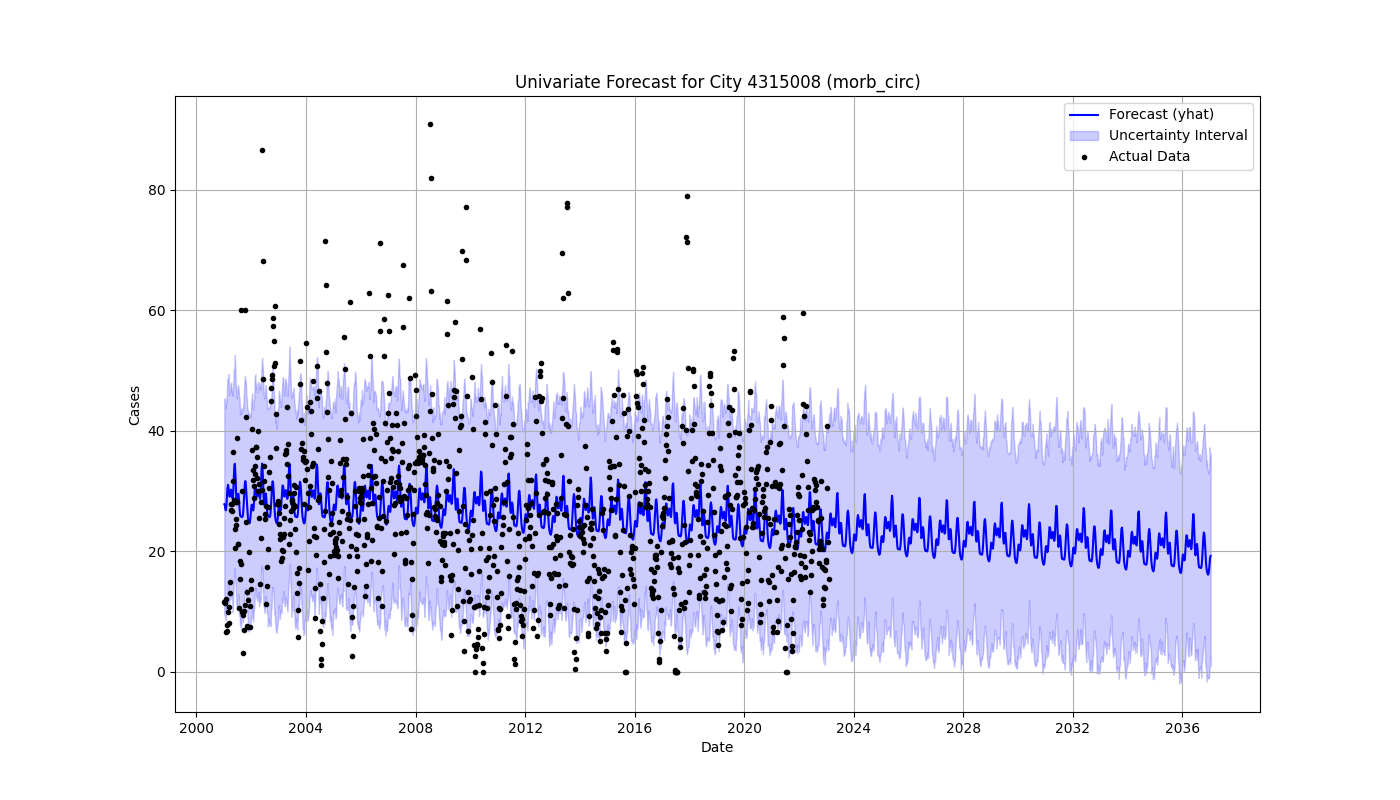 Univariate Forecast for City 4315008 (morb_circ)
Forecast (yhat)
Uncertainty Interval
Actual Data
Cases
80
60
40
20
0
2000 2004 2008 2012 2016 2020 2024 2028 2032 2036
Date